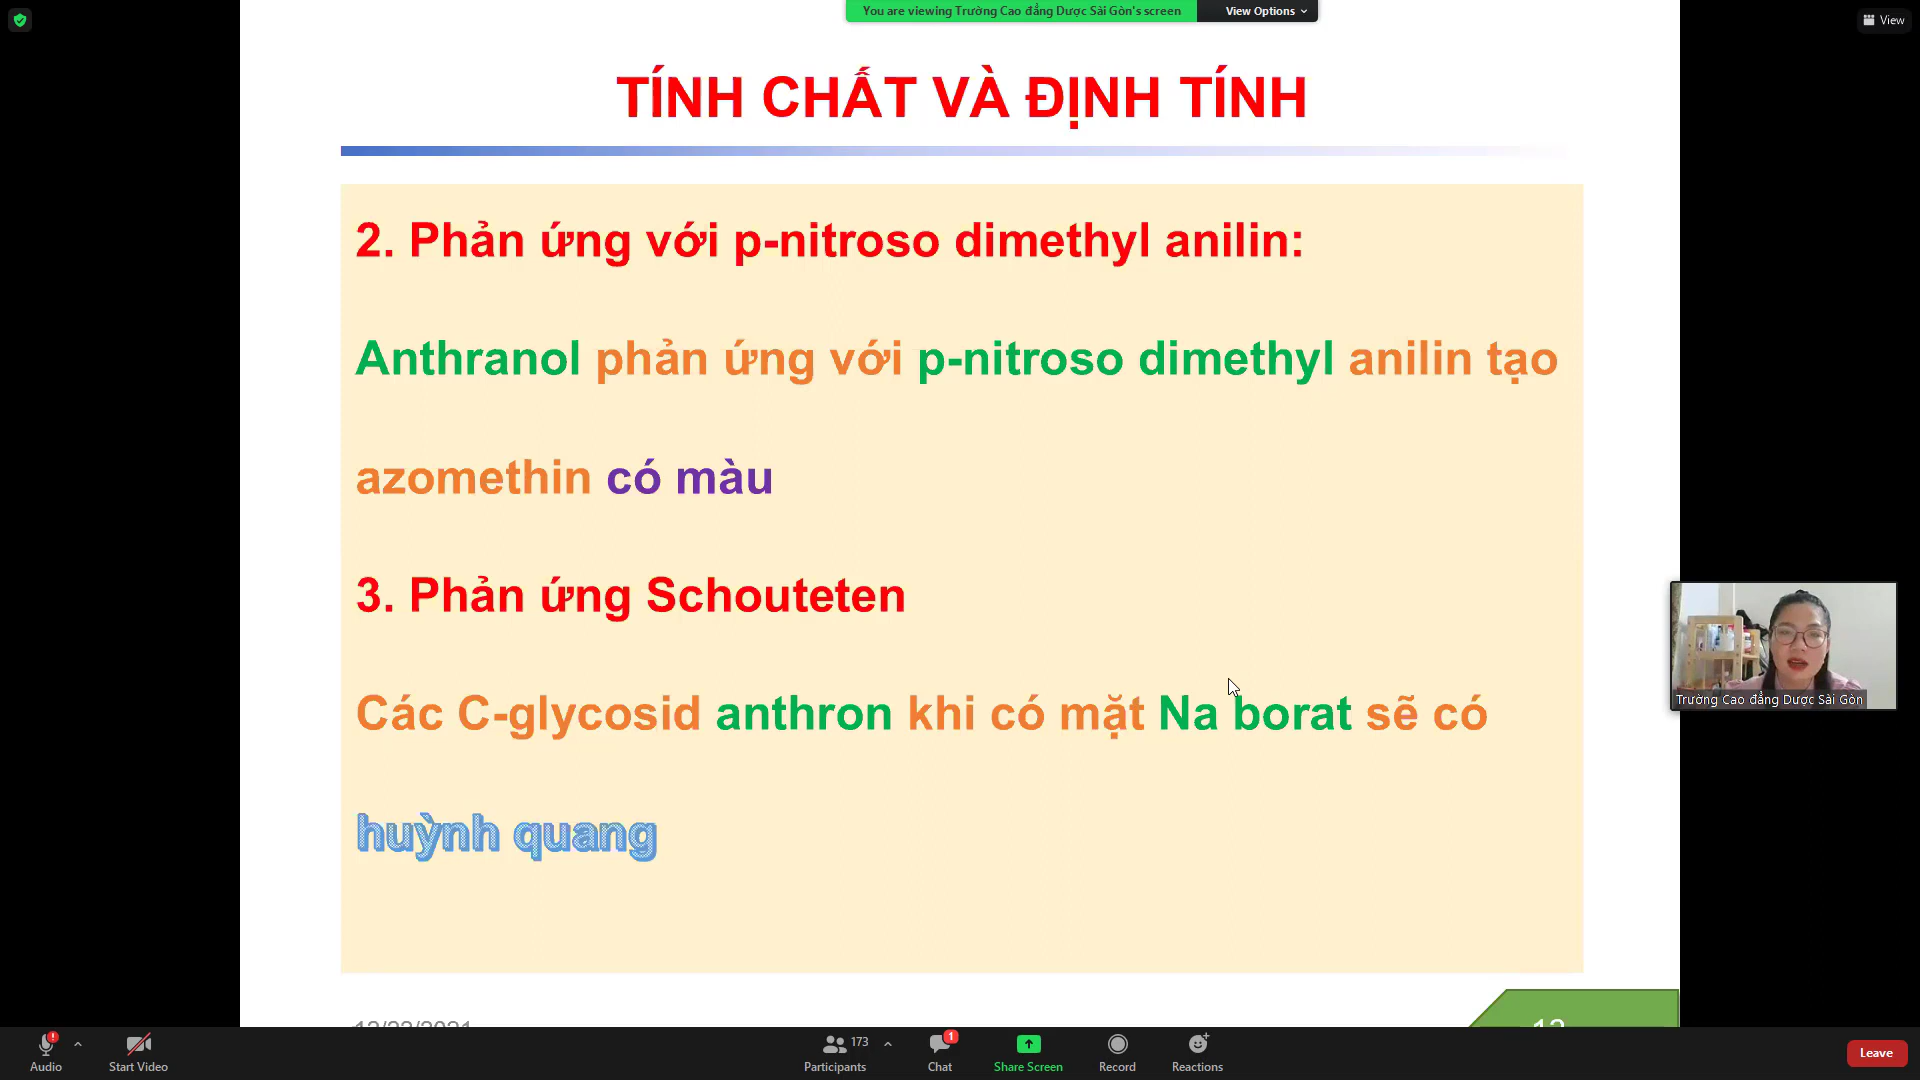 You are viewing Trường Cao đẳng Dược Sài Gòn's screen
View Options
View
TÍNH CHẤT VÀ ĐỊNH TÍNH
2. Phản ứng với p-nitroso dimethyl anilin:
Anthranol phản ứng với p-nitroso dimethyl anilin tạo
azomethin có màu
3. Phản ứng Schouteten
Các C-glycosid anthron khi có mặt Na borat sẽ có
huỳnh quang
Trường Cao đẳng Dược Sài Gòn
Audio
Start Video
173
Participants
1
Chat
Share Screen
Record
Reactions
Leave